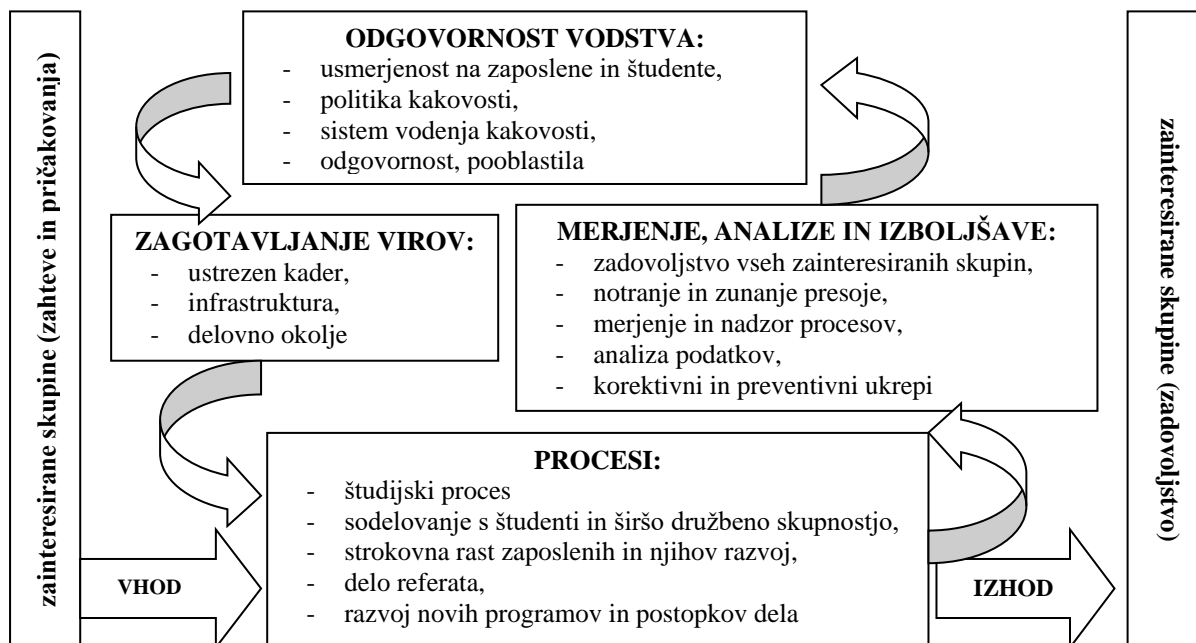 zainteresirane skupine (zahteve in pričakovanja)
ODGOVORNOST VODSTVA:
- usmerjenost na zaposlene in študente,
- politika kakovosti,
- sistem vodenja kakovosti,
- odgovornost, pooblastila
ZAGOTAVLJANJE VIROV:
- ustrezen kader,
- infrastruktura,
- delovno okolje
MERJENJE, ANALIZE IN IZBOLJŠAVE:
- zadovoljstvo vseh zainteresiranih skupin,
- notranje in zunanje presoje,
- merjenje in nadzor procesov,
- analiza podatkov,
- korektivni in preventivni ukrepi
PROCESI:
- študijski proces
- sodelovanje s študenti in širšo družbeno skupnostjo,
- strokovna rast zaposlenih in njihov razvoj,
- delo referata,
- razvoj novih programov in postopkov dela
VHOD
IZHOD
zainteresirane skupine (zadovoljstvo)